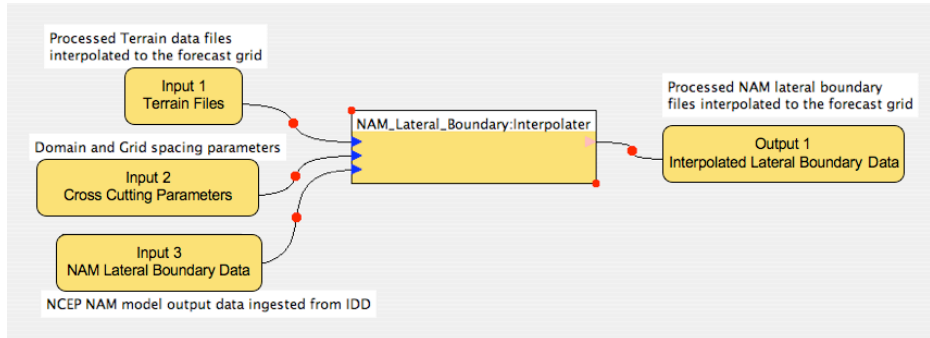 Processed Terrain data files
interpolated to the forecast grid
Input 1
Terrain Files
Domain and Grid spacing parameters
Input 2
Cross Cutting Parameters
Input 3
NAM Lateral Boundary Data
NCEP NAM model output data ingested from IDD
NAM_Lateral_Boundary:Interpolater
Processed NAM lateral boundary
files interpolated to the forecast grid
Output 1
Interpolated Lateral Boundary Data